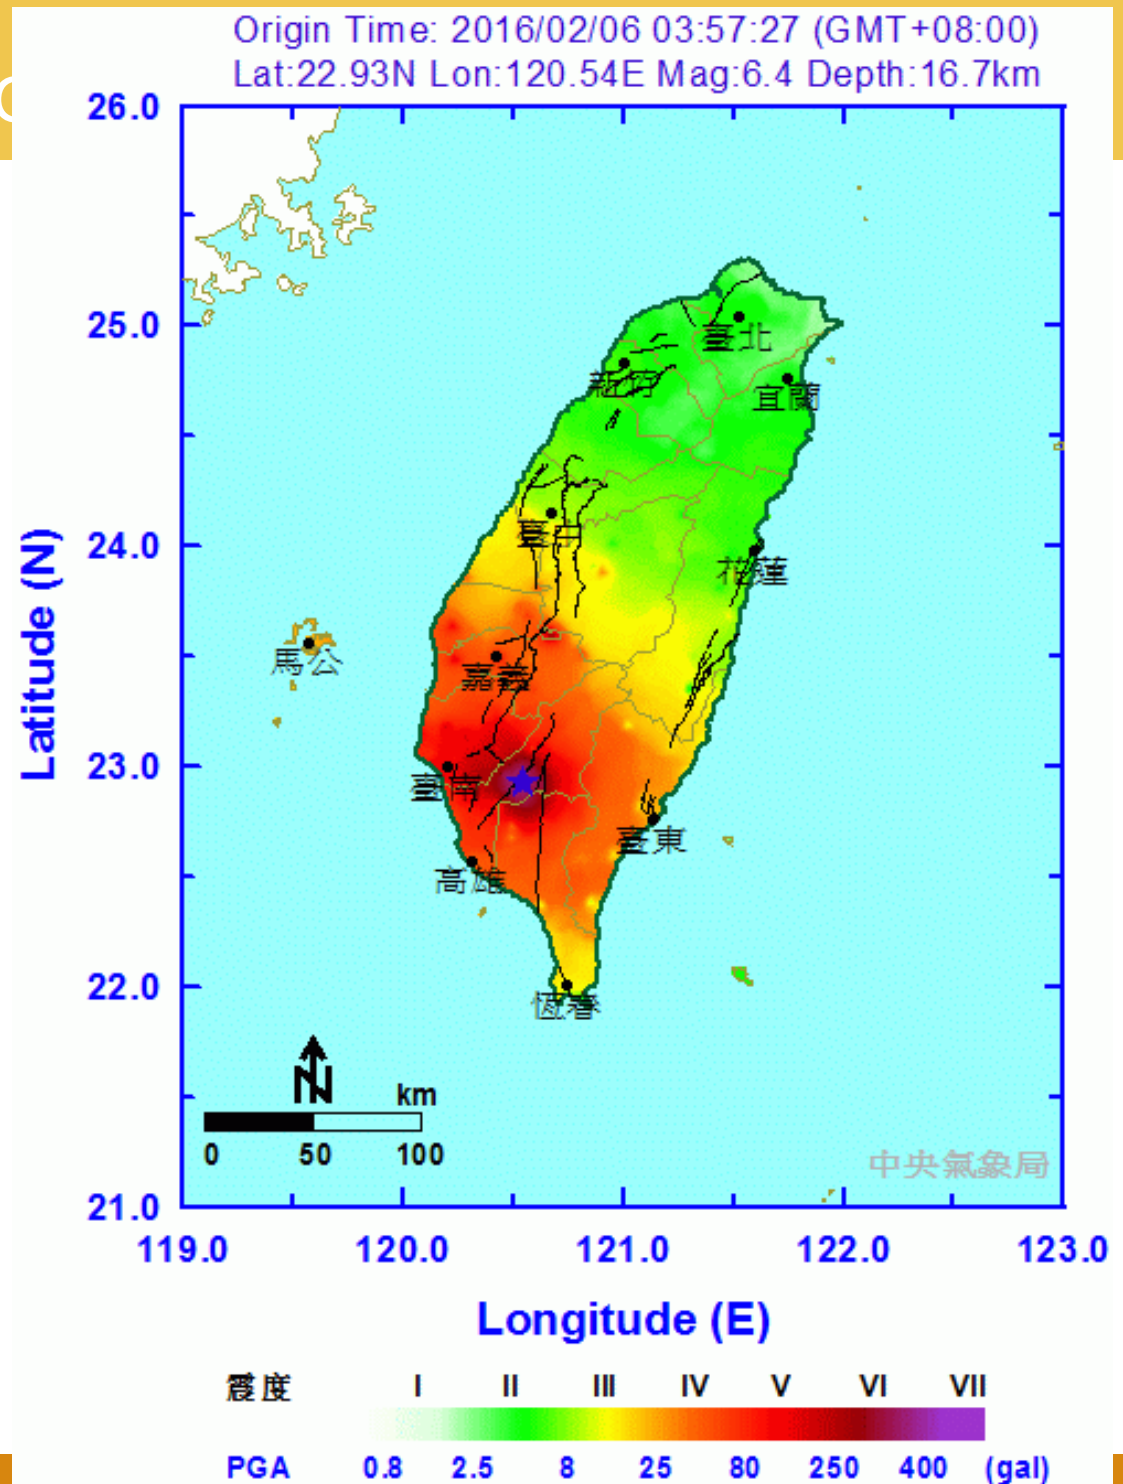 Origin Time: 2016/02/06 03:57:27 (GMT+08:00)
Lat:22.93N Lon:120.54E Mag:6.4 Depth:16.7km
26.0
25.0
臺北
新竹
宜蘭
臺中
24.0
花蓮
Latitude (N)
馬公
嘉義
23.0
臺南
臺東
高雄
22.0
恆春
N
km
0 50 100
中央氣象局
21.0
119.0 120.0 121.0 122.0 123.0
Longitude (E)
震度 I II III IV V VI VII
PGA 0.8 2.5 8 25 80 250 400 (gal)